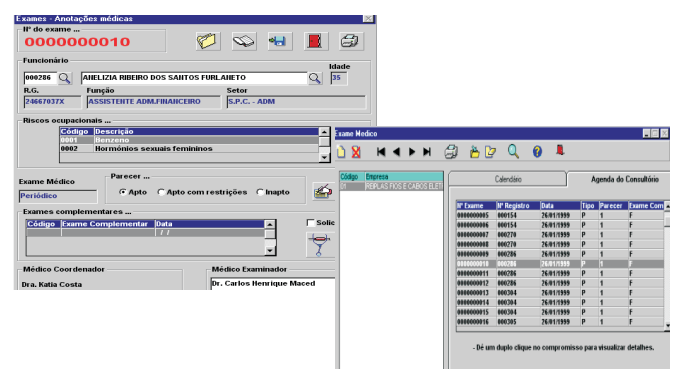 Exames - Anotações médicas
Nº do exame ...
0000000010
Funcionário
Idade
000286 ANELIZIA RIBEIRO DOS SANTOS FURLANETO 35
R.G. Função Setor
24667037X ASSISTENTE ADM.FINANCEIRO S.P.C. - ADM
Riscos ocupacionais ...
Código Descrição
0001 Benzeno
0002 Hormônios sexuais femininos
Exame Médico
Parecer ...
Periódico
Apto Apto com restrições Inapto
Exames complementares ...
Código Exame Complementar Data
/ /
Solic
Médico Coordenador Médico Examinador
Dra. Katia Costa Dr. Carlos Henrique Maced
Exame Medico
Código Empresa
01 REIPLAS FIOS E CABOS ELET
Calendário Agenda do Consultório
Nº Exame Nº Registro Data Tipo Parecer Exame Com
0000000005 000154 26/01/1999 P 1 F
0000000006 000154 26/01/1999 P 1 F
0000000007 000270 26/01/1999 P 1 F
0000000008 000270 26/01/1999 P 1 F
0000000009 000286 26/01/1999 P 1 F
0000000010 000286 26/01/1999 P 1 F
0000000011 000286 26/01/1999 P 1 F
0000000012 000286 26/01/1999 P 1 F
0000000013 000304 26/01/1999 P 1 F
0000000014 000304 26/01/1999 P 1 F
0000000015 000304 26/01/1999 P 1 F
0000000016 000305 26/01/1999 P 1 F
- Dê um duplo clique no compromisso para visualizar detalhes.